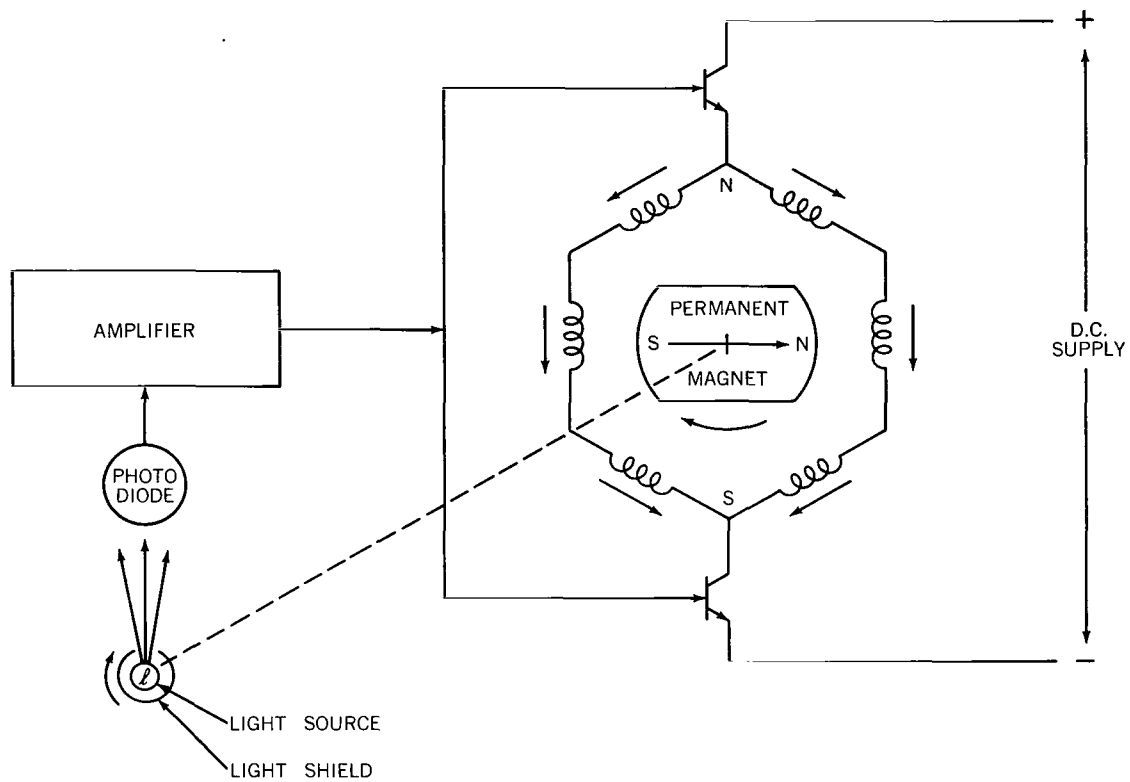 +
N
AMPLIFIER
PERMANENT
S N
MAGNET
D.C.
SUPPLY
PHOTO
DIODE
S
−
ℓ
LIGHT SOURCE
LIGHT SHIELD